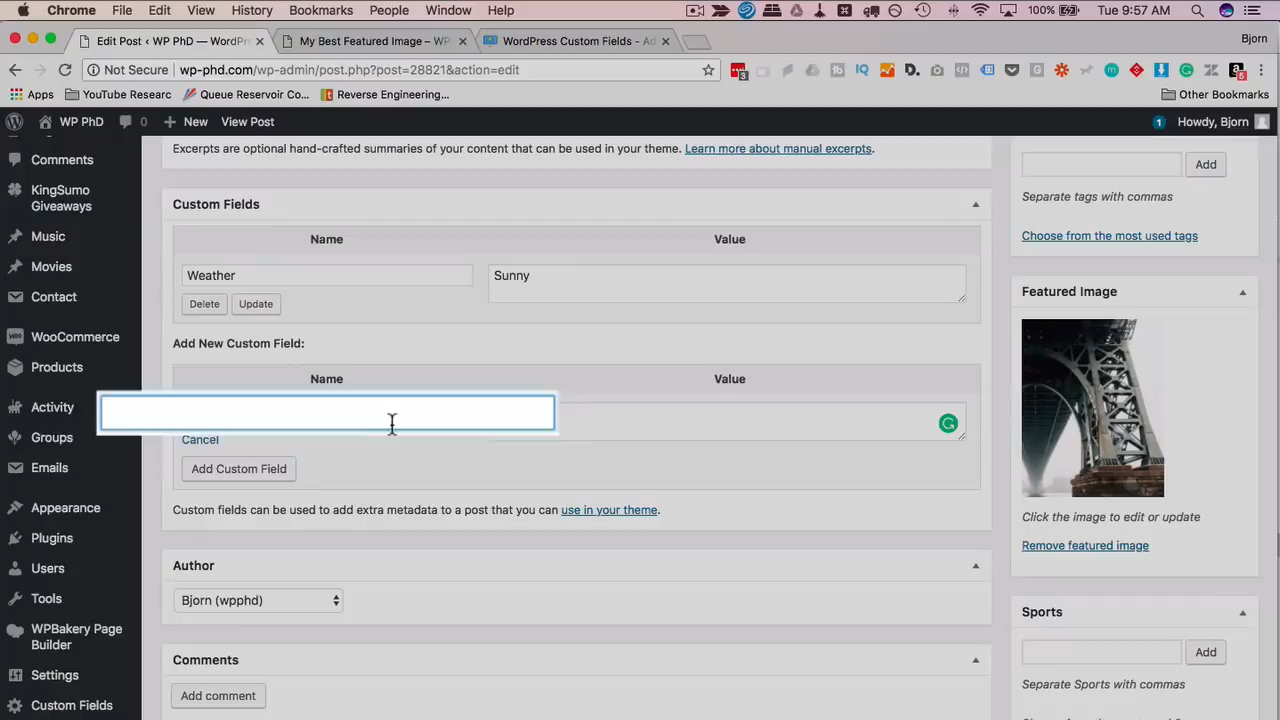 Chrome File Edit View History Bookmarks People Window Help 100% Tue 9:57 AM
Edit Post ‹ WP PhD — WordPr × My Best Featured Image – WP × WordPress Custom Fields - Ad × Bjorn
Not Secure wp-phd.com/wp-admin/post.php?post=28821&action=edit
Apps YouTube Researc Queue Reservoir Co... Reverse Engineering... Other Bookmarks
WP PhD 0 New View Post 1 Howdy, Bjorn
Comments
KingSumo
Giveaways
Music
Movies
Contact
WooCommerce
Products
Activity
Groups
Emails
Appearance
Plugins
Users
Tools
WPBakery Page
Builder
Settings
Custom Fields
Excerpts are optional hand-crafted summaries of your content that can be used in your theme. Learn more about manual excerpts.
Custom Fields
Name Value
Weather Sunny
Delete Update
Add New Custom Field:
Name Value
Cancel
Add Custom Field
Custom fields can be used to add extra metadata to a post that you can use in your theme.
Author
Bjorn (wpphd)
Comments
Add comment
Add
Separate tags with commas
Choose from the most used tags
Featured Image
Click the image to edit or update
Remove featured image
Sports
Add
Separate Sports with commas